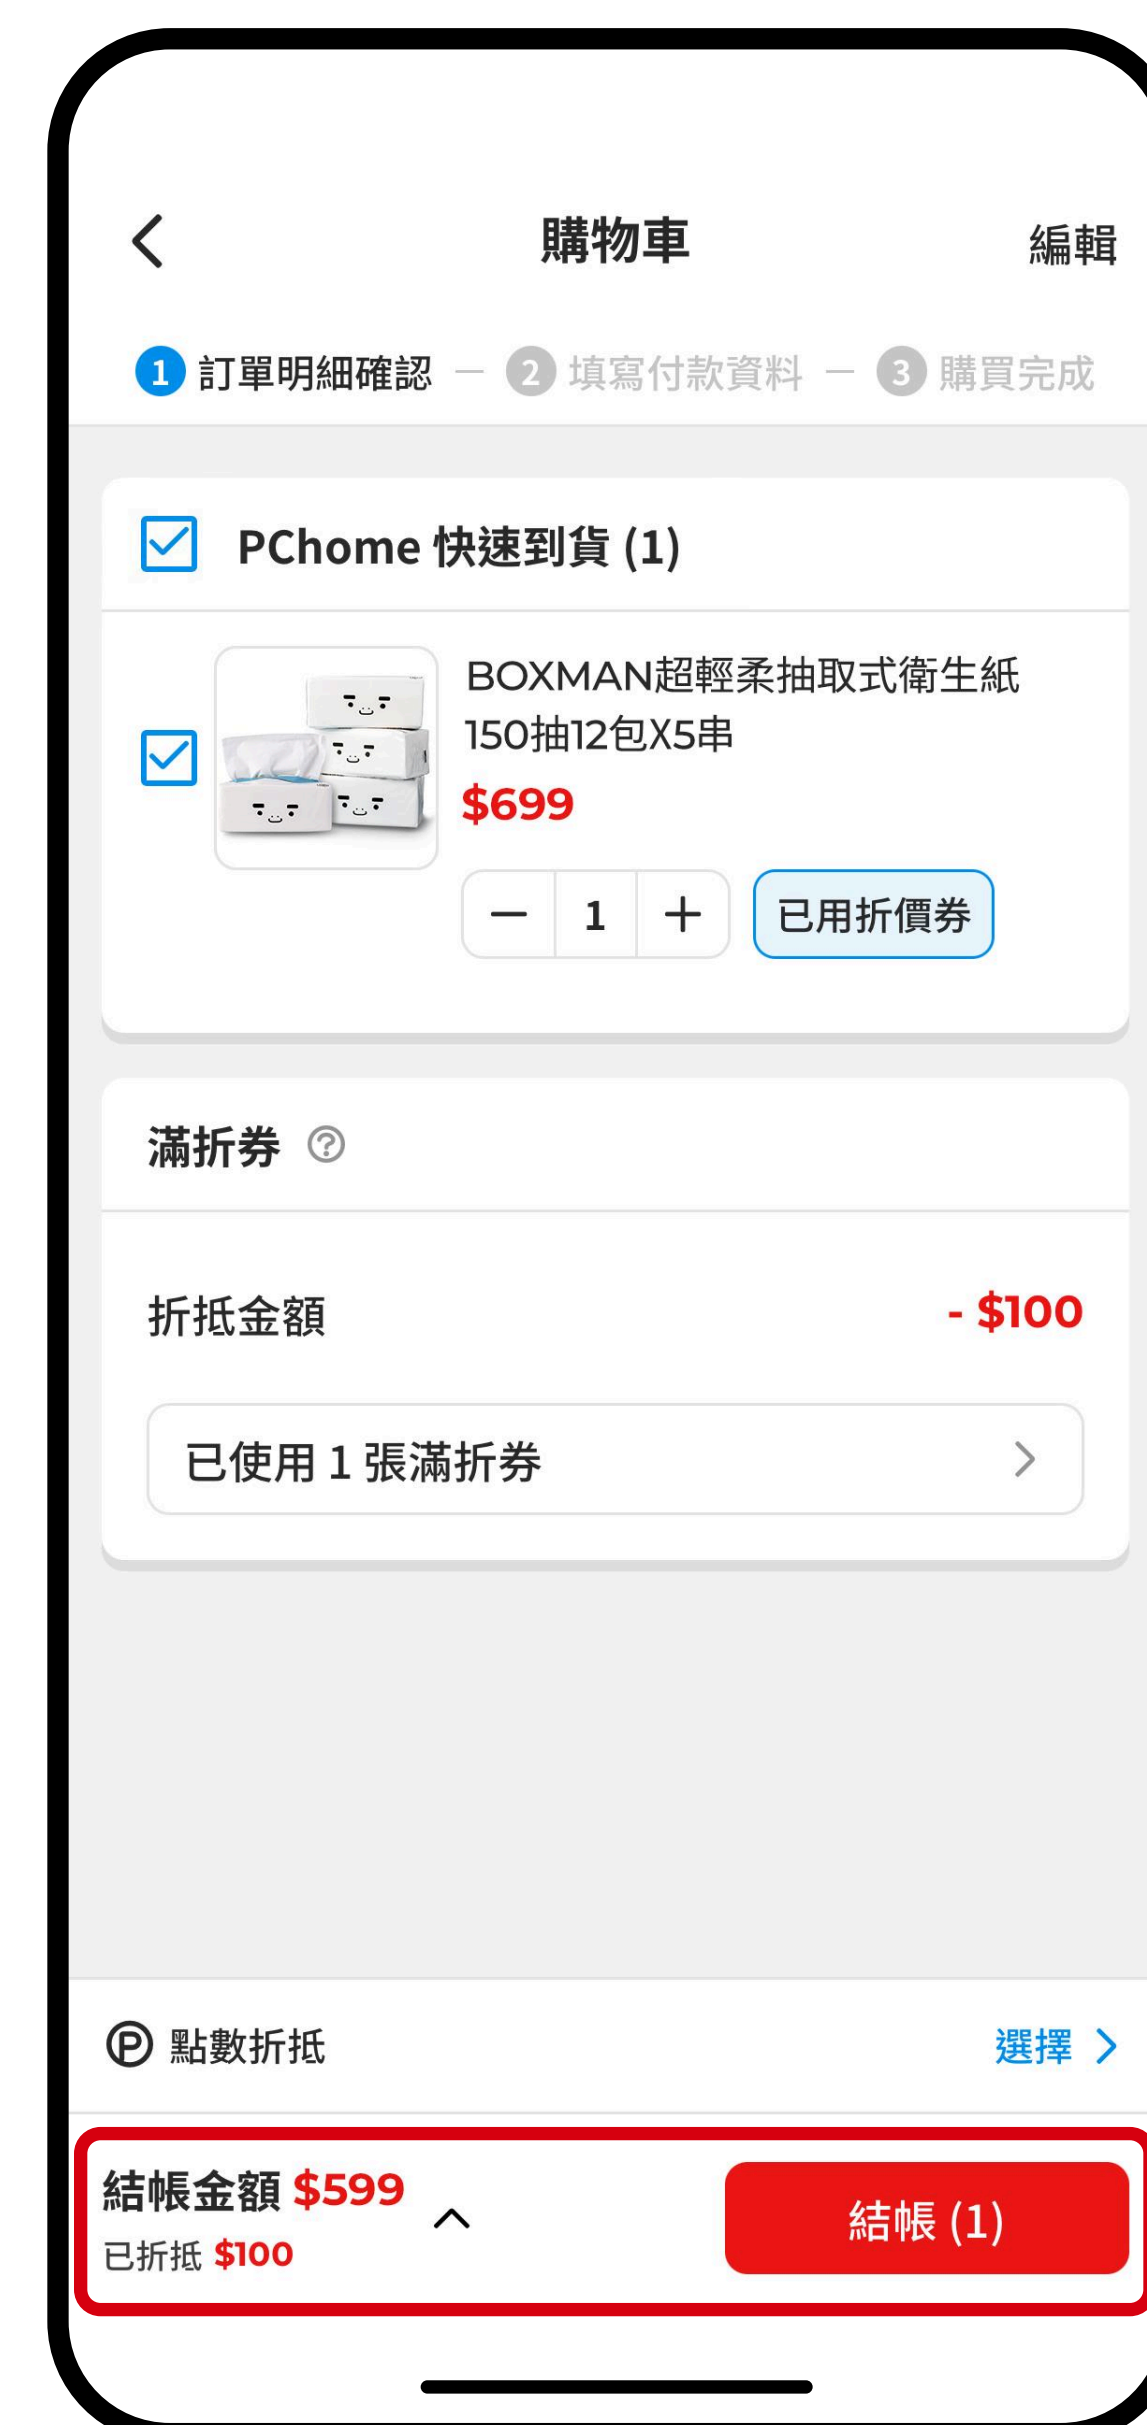 購物車
編輯
1 訂單明細確認 — 2 填寫付款資料 — 3 購買完成
PChome 快速到貨 (1)
BOXMAN超輕柔抽取式衛生紙
150抽12包X5串
$699
− 1 + 已用折價券
滿折券 ?
折抵金額 - $100
已使用 1 張滿折券
P 點數折抵 選擇
結帳金額 $599
已折抵 $100
結帳 (1)